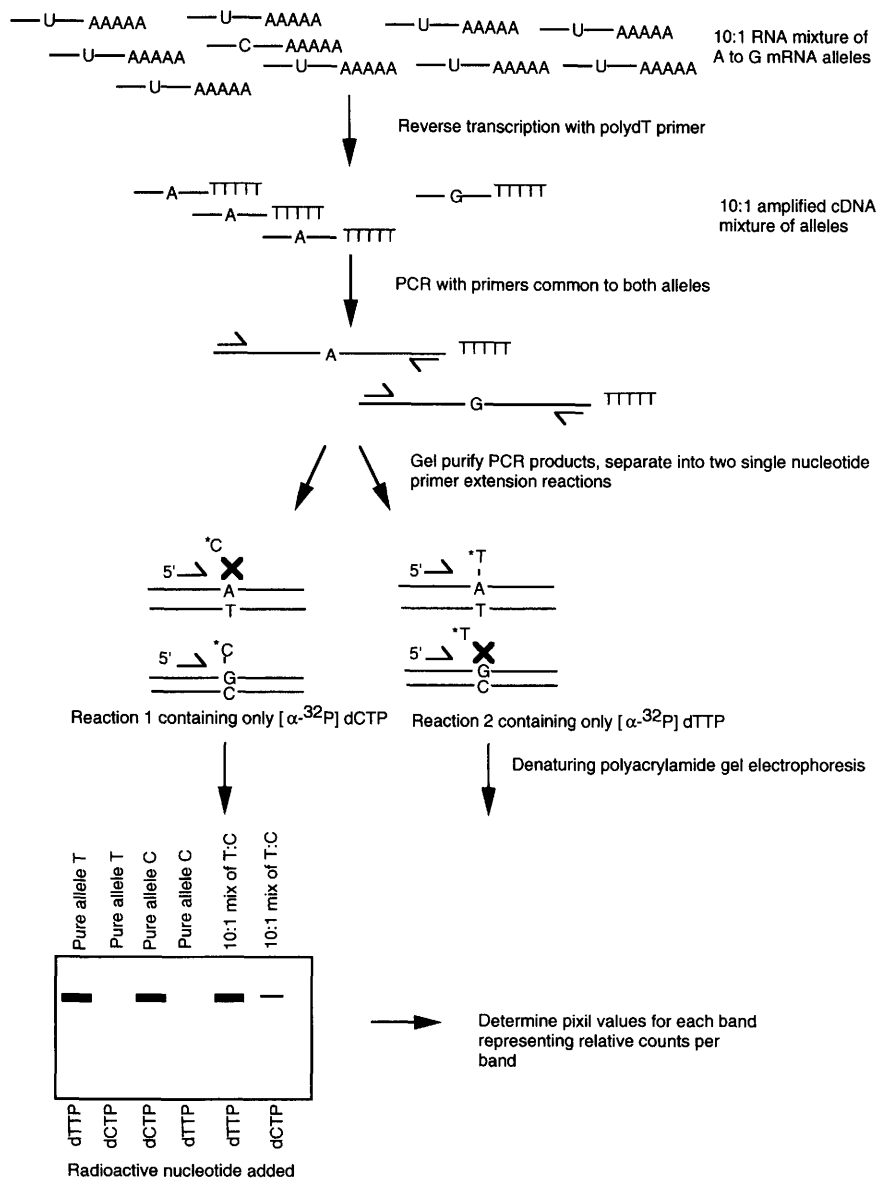 U AAAAA
U AAAAA
U AAAAA
U AAAAA
C AAAAA
U AAAAA
U AAAAA
U AAAAA
U AAAAA
U AAAAA
10:1 RNA mixture of
A to G mRNA alleles
Reverse transcription with polydT primer
A TTTTT
A TTTTT
A TTTTT
G TTTTT
10:1 amplified cDNA
mixture of alleles
PCR with primers common to both alleles
A TTTTT
G TTTTT
Gel purify PCR products, separate into two single nucleotide
primer extension reactions
*C
5'
A
T
*C
5'
G
C
Reaction 1 containing only [ α-32P] dCTP
*T
5'
A
T
*T
5'
G
C
Reaction 2 containing only [ α-32P] dTTP
Denaturing polyacrylamide gel electrophoresis
Pure allele T
Pure allele T
Pure allele C
Pure allele C
10:1 mix of T:C
10:1 mix of T:C
Determine pixil values for each band
representing relative counts per
band
dTTP
dCTP
dCTP
dTTP
dTTP
dCTP
Radioactive nucleotide added